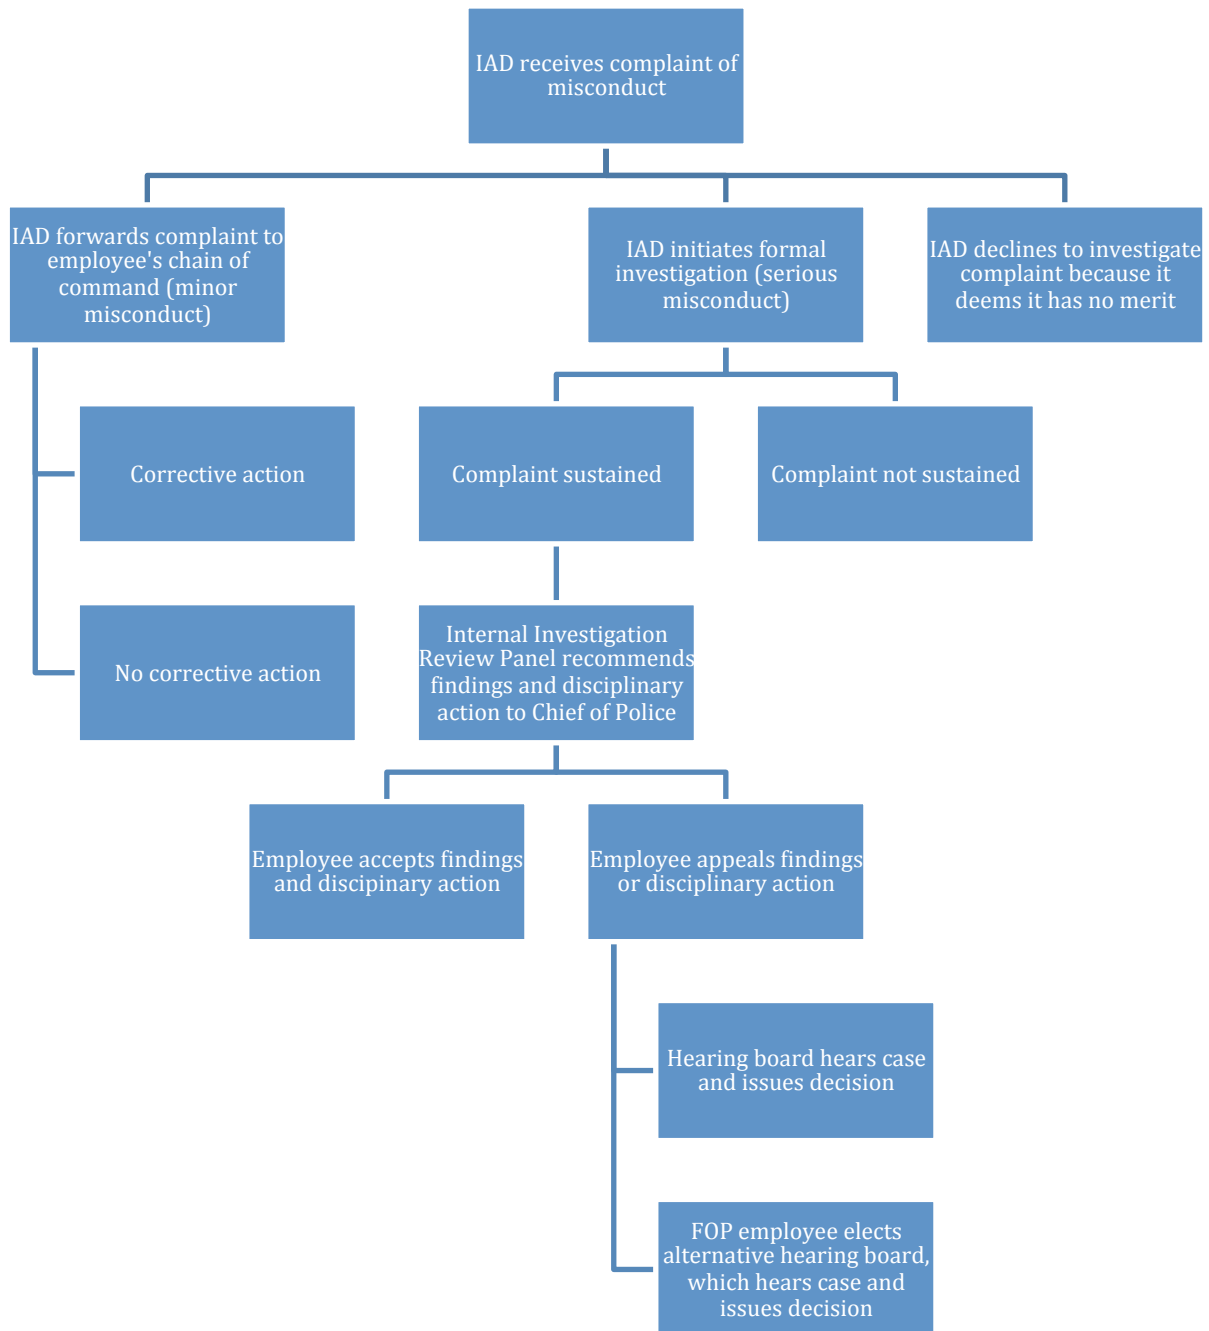 IAD receives complaint of
misconduct
IAD forwards complaint to
employee's chain of
command (minor
misconduct)
IAD initiates formal
investigation (serious
misconduct)
IAD declines to investigate
complaint because it
deems it has no merit
Corrective action
Complaint sustained
Complaint not sustained
No corrective action
Internal Investigation
Review Panel recommends
findings and disciplinary
action to Chief of Police
Employee accepts findings
and discipinary action
Employee appeals findings
or disciplinary action
Hearing board hears case
and issues decision
FOP employee elects
alternative hearing board,
which hears case and
issues decision